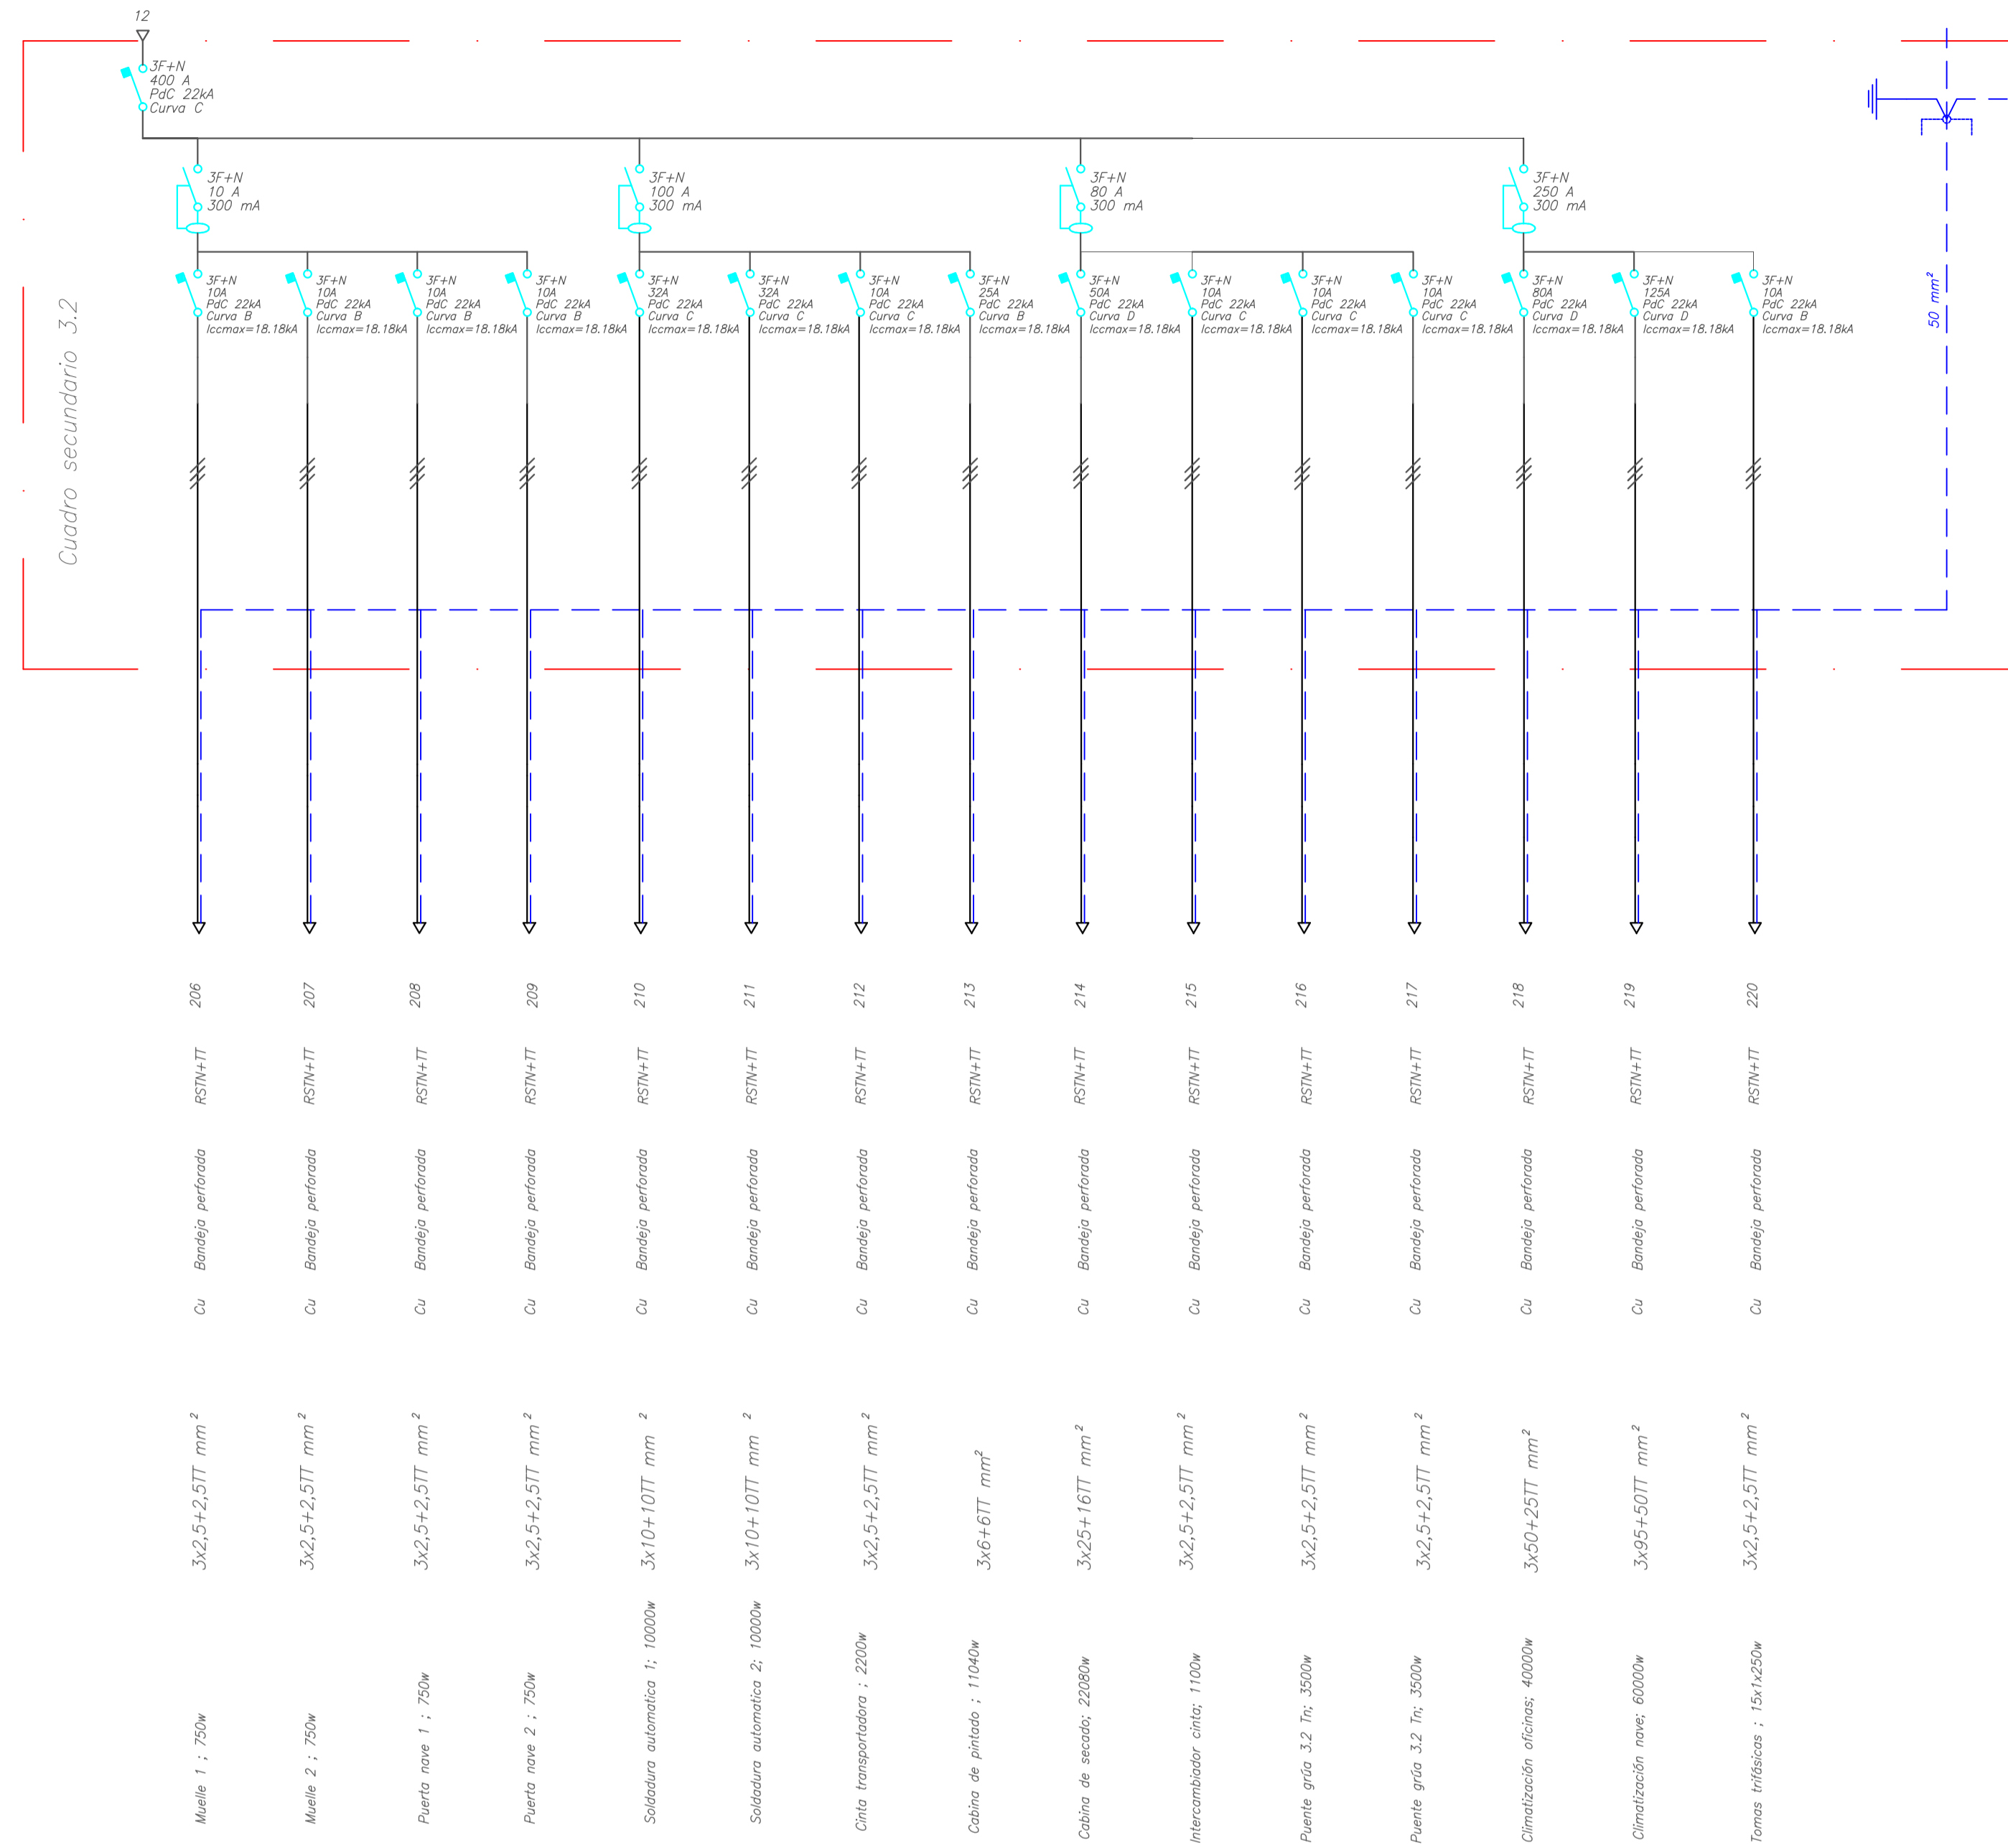 12
3F+N
400 A
PdC 22kA
Curva C
3F+N
10 A
300 mA
3F+N
100 A
300 mA
3F+N
80 A
300 mA
3F+N
250 A
300 mA
3F+N
10A
PdC 22kA
Curva B
Iccmax=18.18kA
3F+N
10A
PdC 22kA
Curva B
Iccmax=18.18kA
3F+N
10A
PdC 22kA
Curva B
Iccmax=18.18kA
3F+N
10A
PdC 22kA
Curva B
Iccmax=18.18kA
3F+N
32A
PdC 22kA
Curva C
Iccmax=18.18kA
3F+N
32A
PdC 22kA
Curva C
Iccmax=18.18kA
3F+N
10A
PdC 22kA
Curva C
Iccmax=18.18kA
3F+N
25A
PdC 22kA
Curva B
Iccmax=18.18kA
3F+N
50A
PdC 22kA
Curva D
Iccmax=18.18kA
3F+N
10A
PdC 22kA
Curva C
Iccmax=18.18kA
3F+N
10A
PdC 22kA
Curva C
Iccmax=18.18kA
3F+N
10A
PdC 22kA
Curva C
Iccmax=18.18kA
3F+N
80A
PdC 22kA
Curva D
Iccmax=18.18kA
3F+N
125A
PdC 22kA
Curva D
Iccmax=18.18kA
3F+N
10A
PdC 22kA
Curva B
Iccmax=18.18kA
50 mm²
Cuadro secundario 3.2
Muelle 1 ; 750w 3x2,5+2,5TT mm² Cu Bandeja perforada RSTN+TT 206
Muelle 2 ; 750w 3x2,5+2,5TT mm² Cu Bandeja perforada RSTN+TT 207
Puerta nave 1 ; 750w 3x2,5+2,5TT mm² Cu Bandeja perforada RSTN+TT 208
Puerta nave 2 ; 750w 3x2,5+2,5TT mm² Cu Bandeja perforada RSTN+TT 209
Soldadura automatica 1; 10000w 3x10+10TT mm² Cu Bandeja perforada RSTN+TT 210
Soldadura automatica 2; 10000w 3x10+10TT mm² Cu Bandeja perforada RSTN+TT 211
Cinta transportadora ; 2200w 3x2,5+2,5TT mm² Cu Bandeja perforada RSTN+TT 212
Cabina de pintado ; 11040w 3x6+6TT mm² Cu Bandeja perforada RSTN+TT 213
Cabina de secado; 22080w 3x25+16TT mm² Cu Bandeja perforada RSTN+TT 214
Intercambiador cinta; 1100w 3x2,5+2,5TT mm² Cu Bandeja perforada RSTN+TT 215
Puente grúa 3.2 Tn; 3500w 3x2,5+2,5TT mm² Cu Bandeja perforada RSTN+TT 216
Puente grúa 3.2 Tn; 3500w 3x2,5+2,5TT mm² Cu Bandeja perforada RSTN+TT 217
Climatización oficinas; 40000w 3x50+25TT mm² Cu Bandeja perforada RSTN+TT 218
Climatización nave; 60000w 3x95+50TT mm² Cu Bandeja perforada RSTN+TT 219
Tomas trifásicas ; 15x1x250w 3x2,5+2,5TT mm² Cu Bandeja perforada RSTN+TT 220